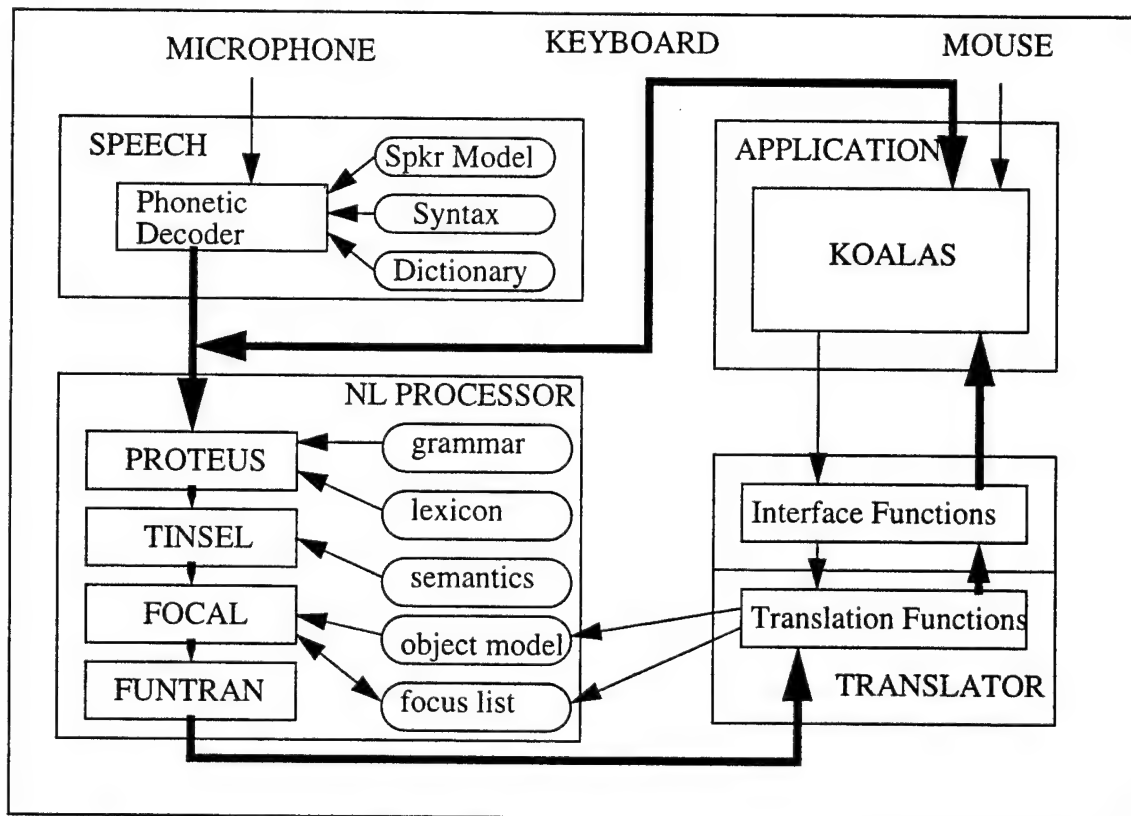 MICROPHONE
KEYBOARD
MOUSE
SPEECH
Spkr Model
Phonetic
Decoder
Syntax
Dictionary
APPLICATION
KOALAS
NL PROCESSOR
PROTEUS
grammar
lexicon
TINSEL
semantics
FOCAL
object model
FUNTRAN
focus list
Interface Functions
Translation Functions
TRANSLATOR